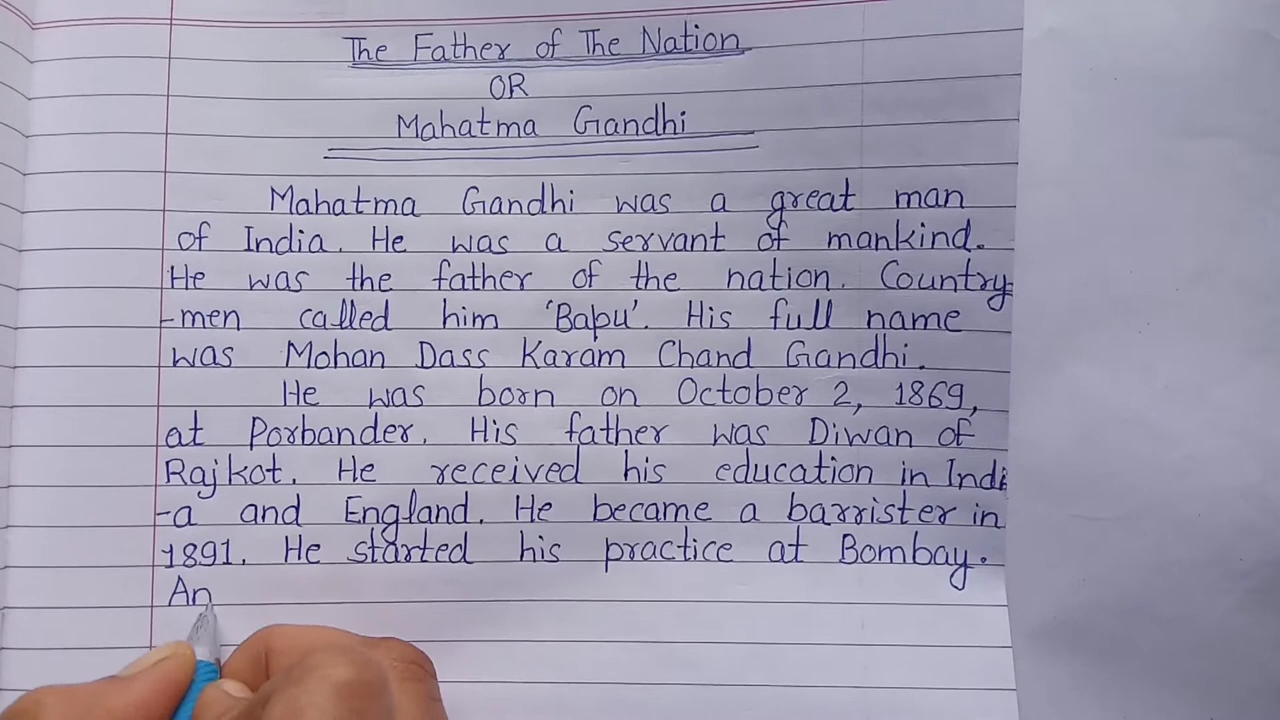 The Father of The Nation
OR
Mahatma Gandhi
Mahatma Gandhi was a great man
of India. He was a servant of mankind.
He was the father of the nation. Country
-men called him 'Bapu'. His full name
was Mohan Dass Karam Chand Gandhi.
He was born on October 2, 1869,
at Porbander. His father was Diwan of
Rajkot. He received his education in Indi
-a and England. He became a barrister in
1891. He started his practice at Bombay.
An